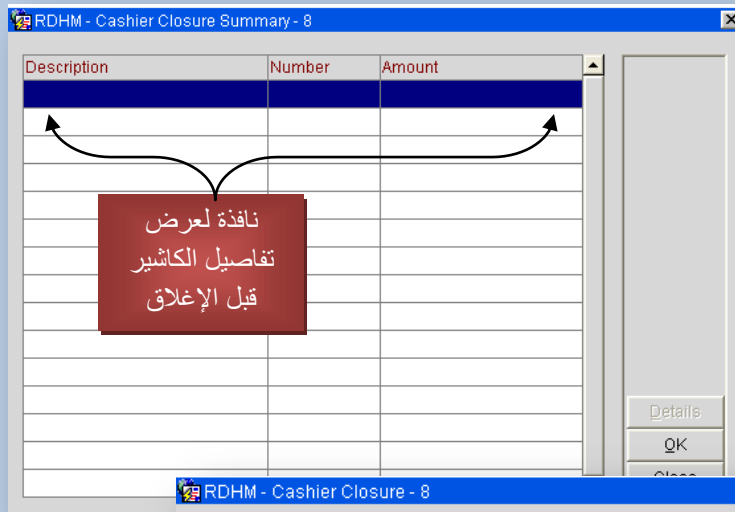 RDHM - Cashier Closure Summary - 8
Description Number Amount
نافذة لعرض
تفاصيل الكاشير
قبل الإغلاق
Details
OK
Close
RDHM - Cashier Closure - 8